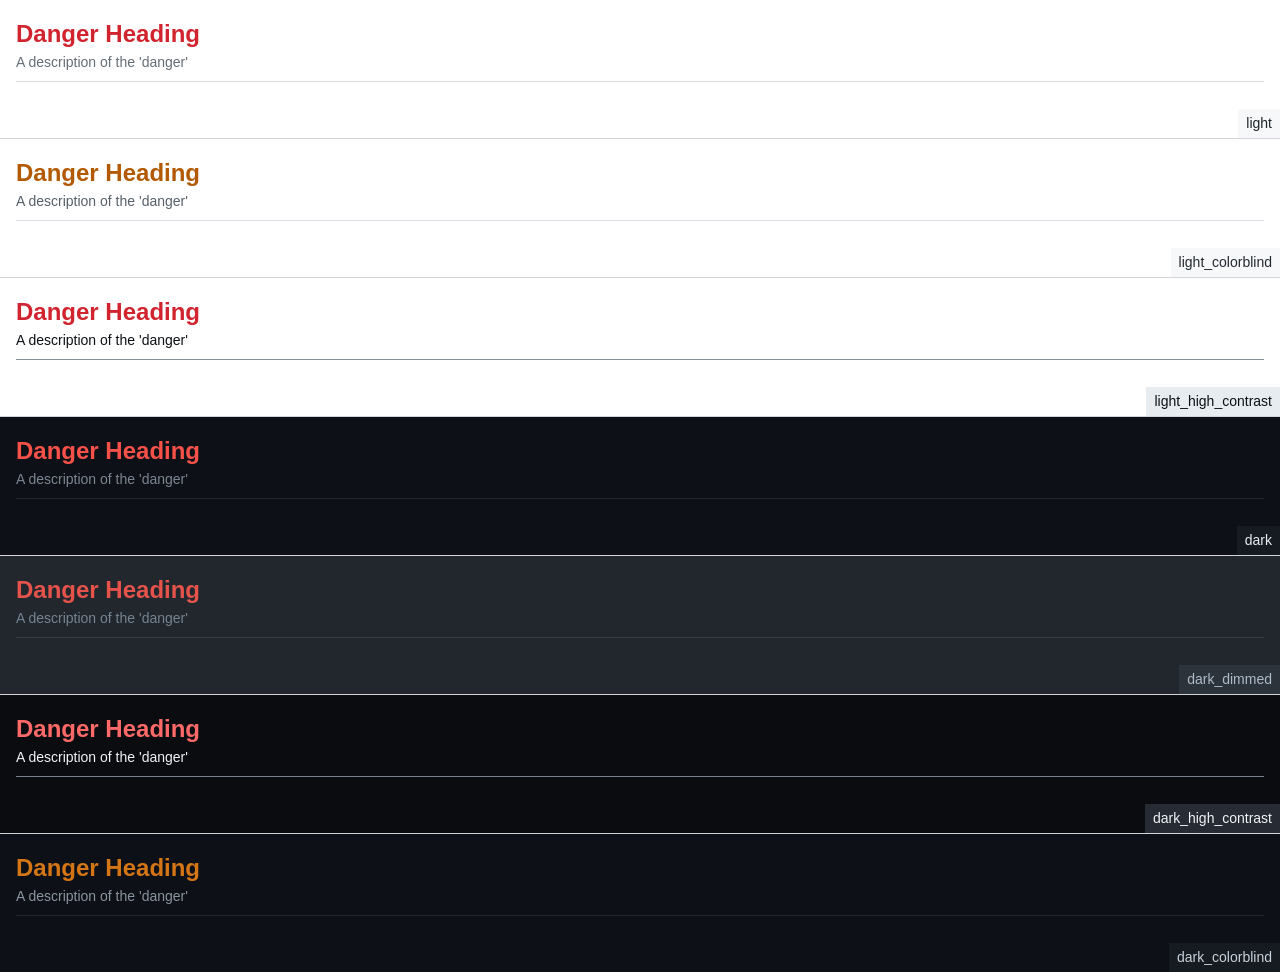 Danger Heading
A description of the 'danger'
light
Danger Heading
A description of the 'danger'
light_colorblind
Danger Heading
A description of the 'danger'
light_high_contrast
Danger Heading
A description of the 'danger'
dark
Danger Heading
A description of the 'danger'
dark_dimmed
Danger Heading
A description of the 'danger'
dark_high_contrast
Danger Heading
A description of the 'danger'
dark_colorblind